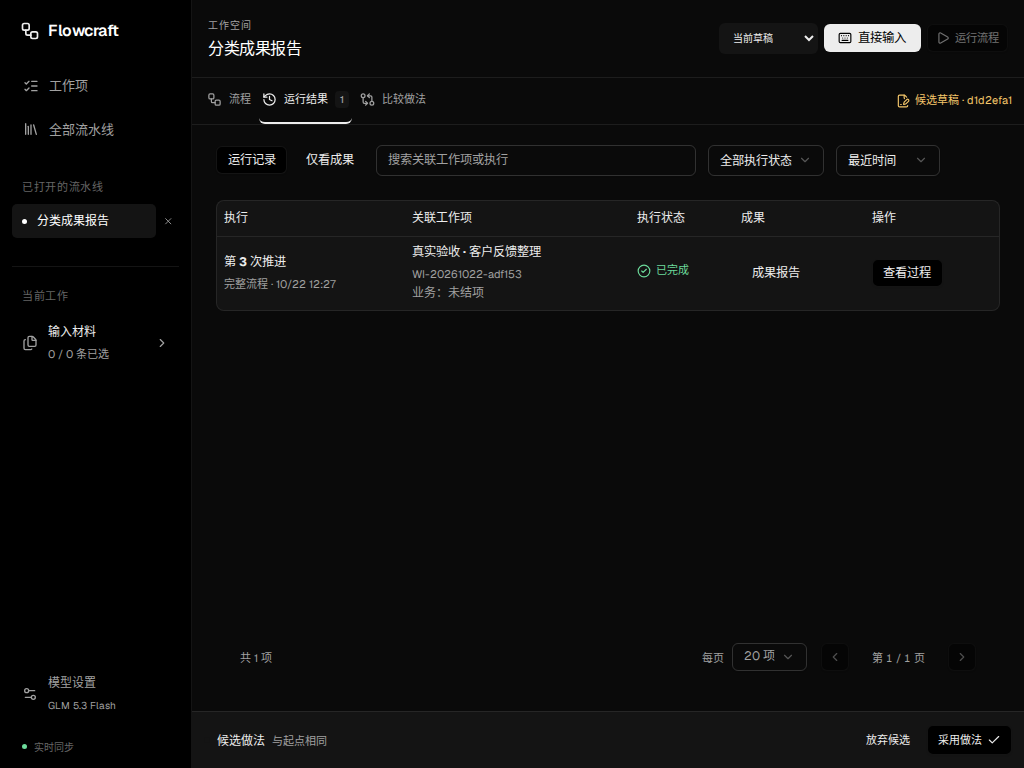 Flowcraft
工作项
全部流水线
已打开的流水线
分类成果报告
当前工作
输入材料
0 / 0 条已选
模型设置
GLM 5.3 Flash
实时同步
工作空间
分类成果报告
当前草稿
直接输入
运行流程
流程
运行结果 1
比较做法
候选草稿 · d1d2efa1
运行记录
仅看成果
搜索关联工作项或执行
全部执行状态
最近时间
执行 关联工作项 执行状态 成果 操作
第 3 次推进
完整流程 · 10/22 12:27
真实验收 · 客户反馈整理
WI-20261022-adf153
业务：未结项
已完成
成果报告
查看过程
共 1 项
每页
20 项
第 1 / 1 页
候选做法 与起点相同
放弃候选
采用做法